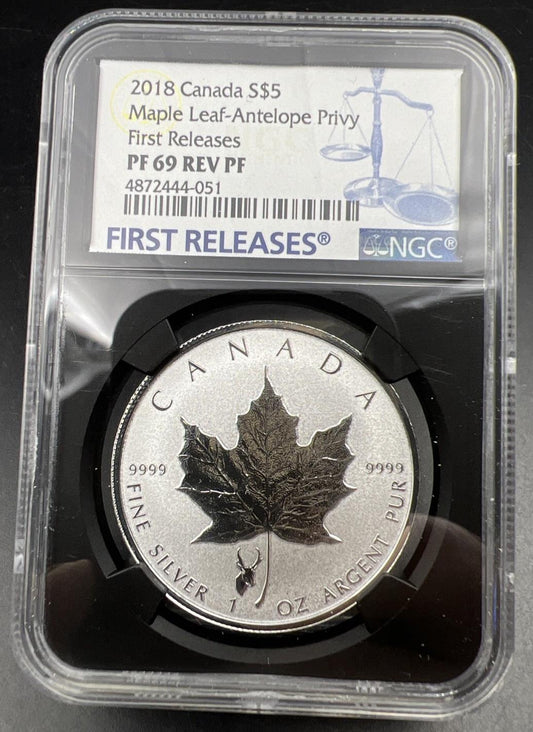 2018 Canada S$5
Maple Leaf-Antelope Privy
First Releases
PF 69 REV PF
4872444-051
FIRST RELEASES®
NGC®
CANADA
9999
9999
FINE SILVER 1 OZ ARGENT PUR